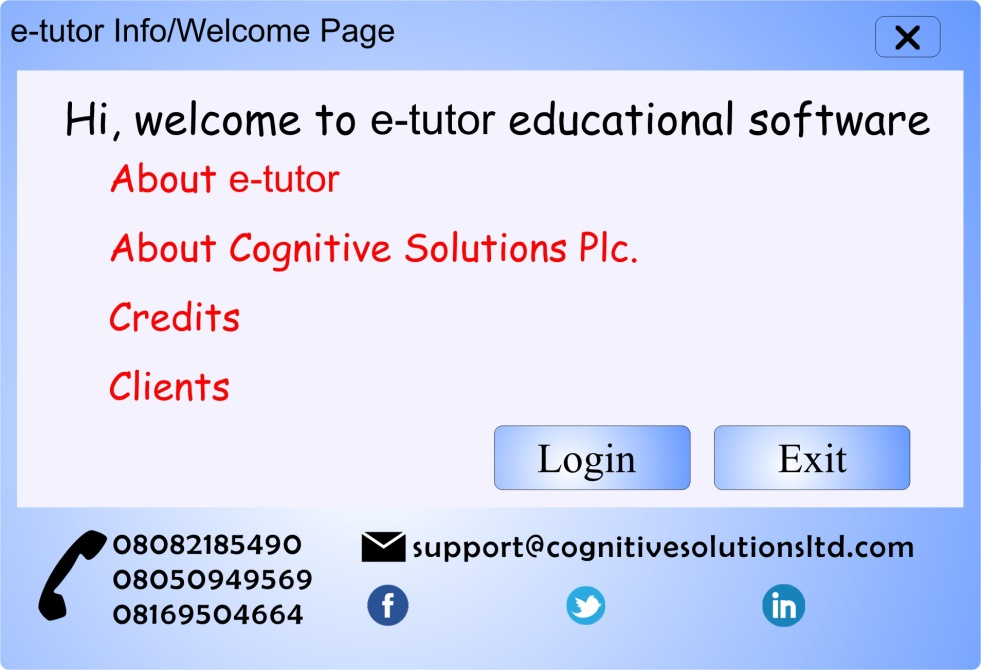 e-tutor Info/Welcome Page
Hi, welcome to e-tutor educational software
About e-tutor
About Cognitive Solutions Plc.
Credits
Clients
Login Exit
08082185490
08050949569
08169504664
support@cognitivesolutionsltd.com
f in